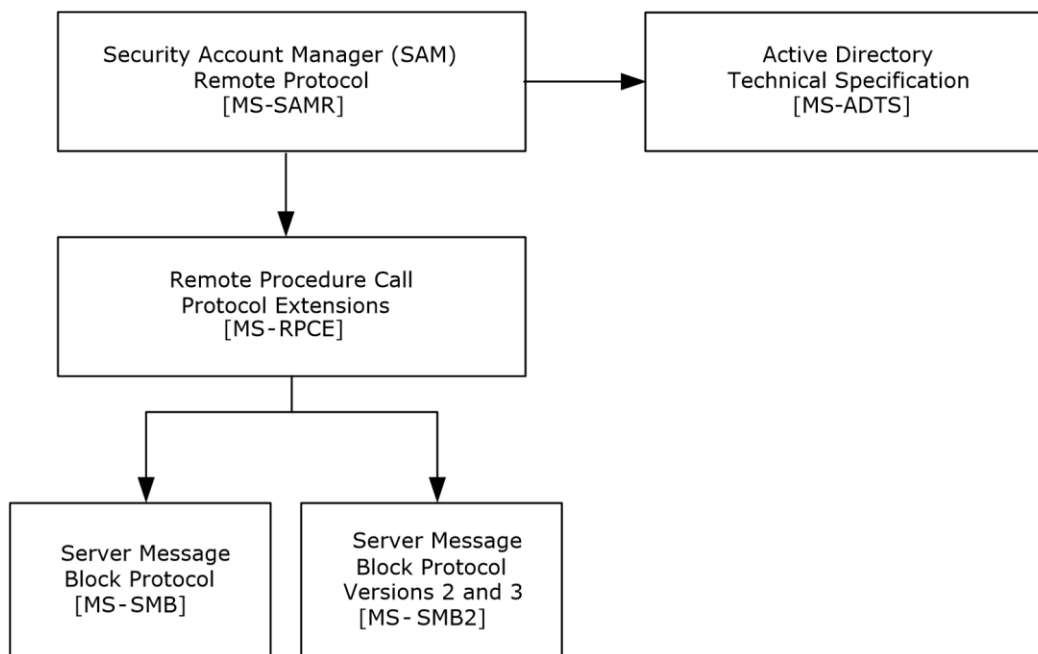 Security Account Manager (SAM)
Remote Protocol
[MS-SAMR]
Active Directory
Technical Specification
[MS-ADTS]
Remote Procedure Call
Protocol Extensions
[MS-RPCE]
Server Message
Block Protocol
[MS-SMB]
Server Message
Block Protocol
Versions 2 and 3
[MS-SMB2]